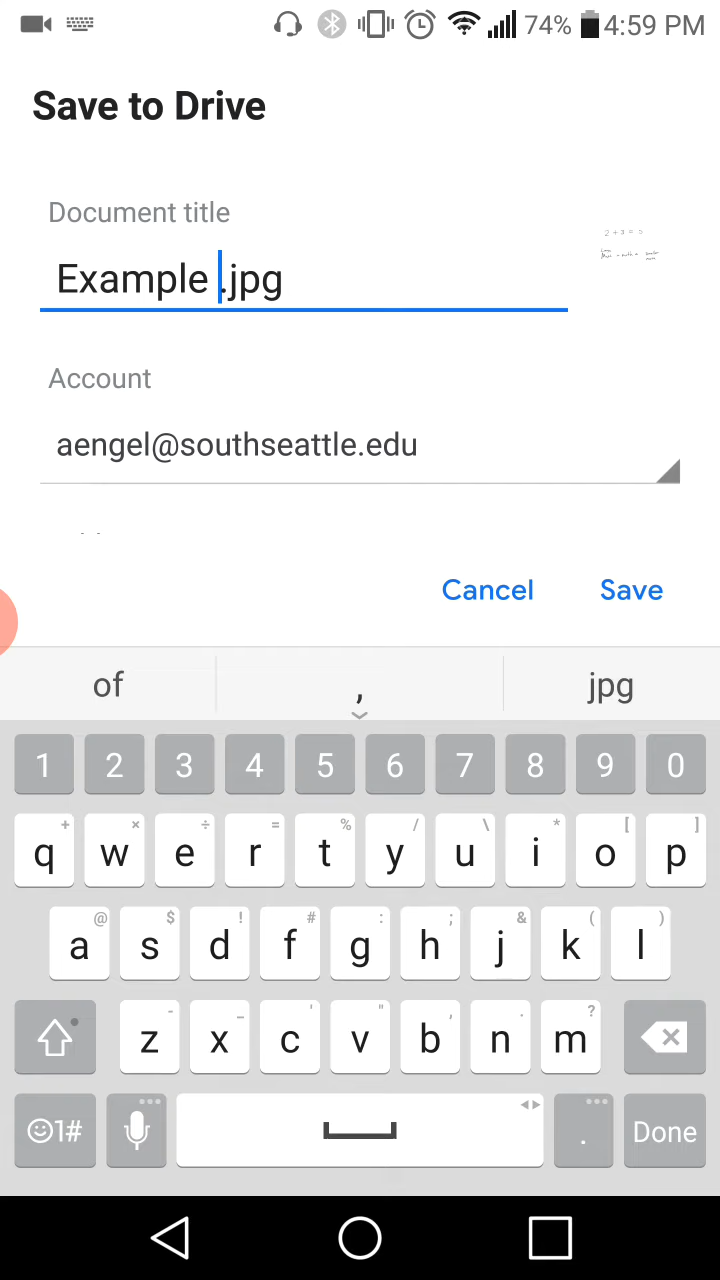 74% 4:59 PM
Save to Drive
Document title
Example .jpg
2 + 3 = 5
Account
aengel@southseattle.edu
Cancel Save
of , jpg
1 2 3 4 5 6 7 8 9 0
+ × ÷ = % / \ * [ ]
q w e r t y u i o p
@ $ ! # : ; & ( )
a s d f g h j k l
- _ ' " , . ?
z x c v b n m
1# . Done